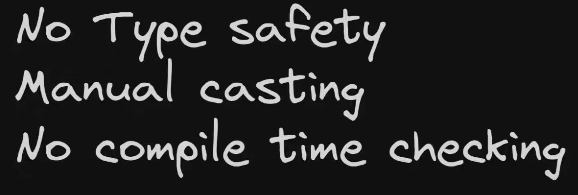 No Type safety
Manual casting
No compile time checking